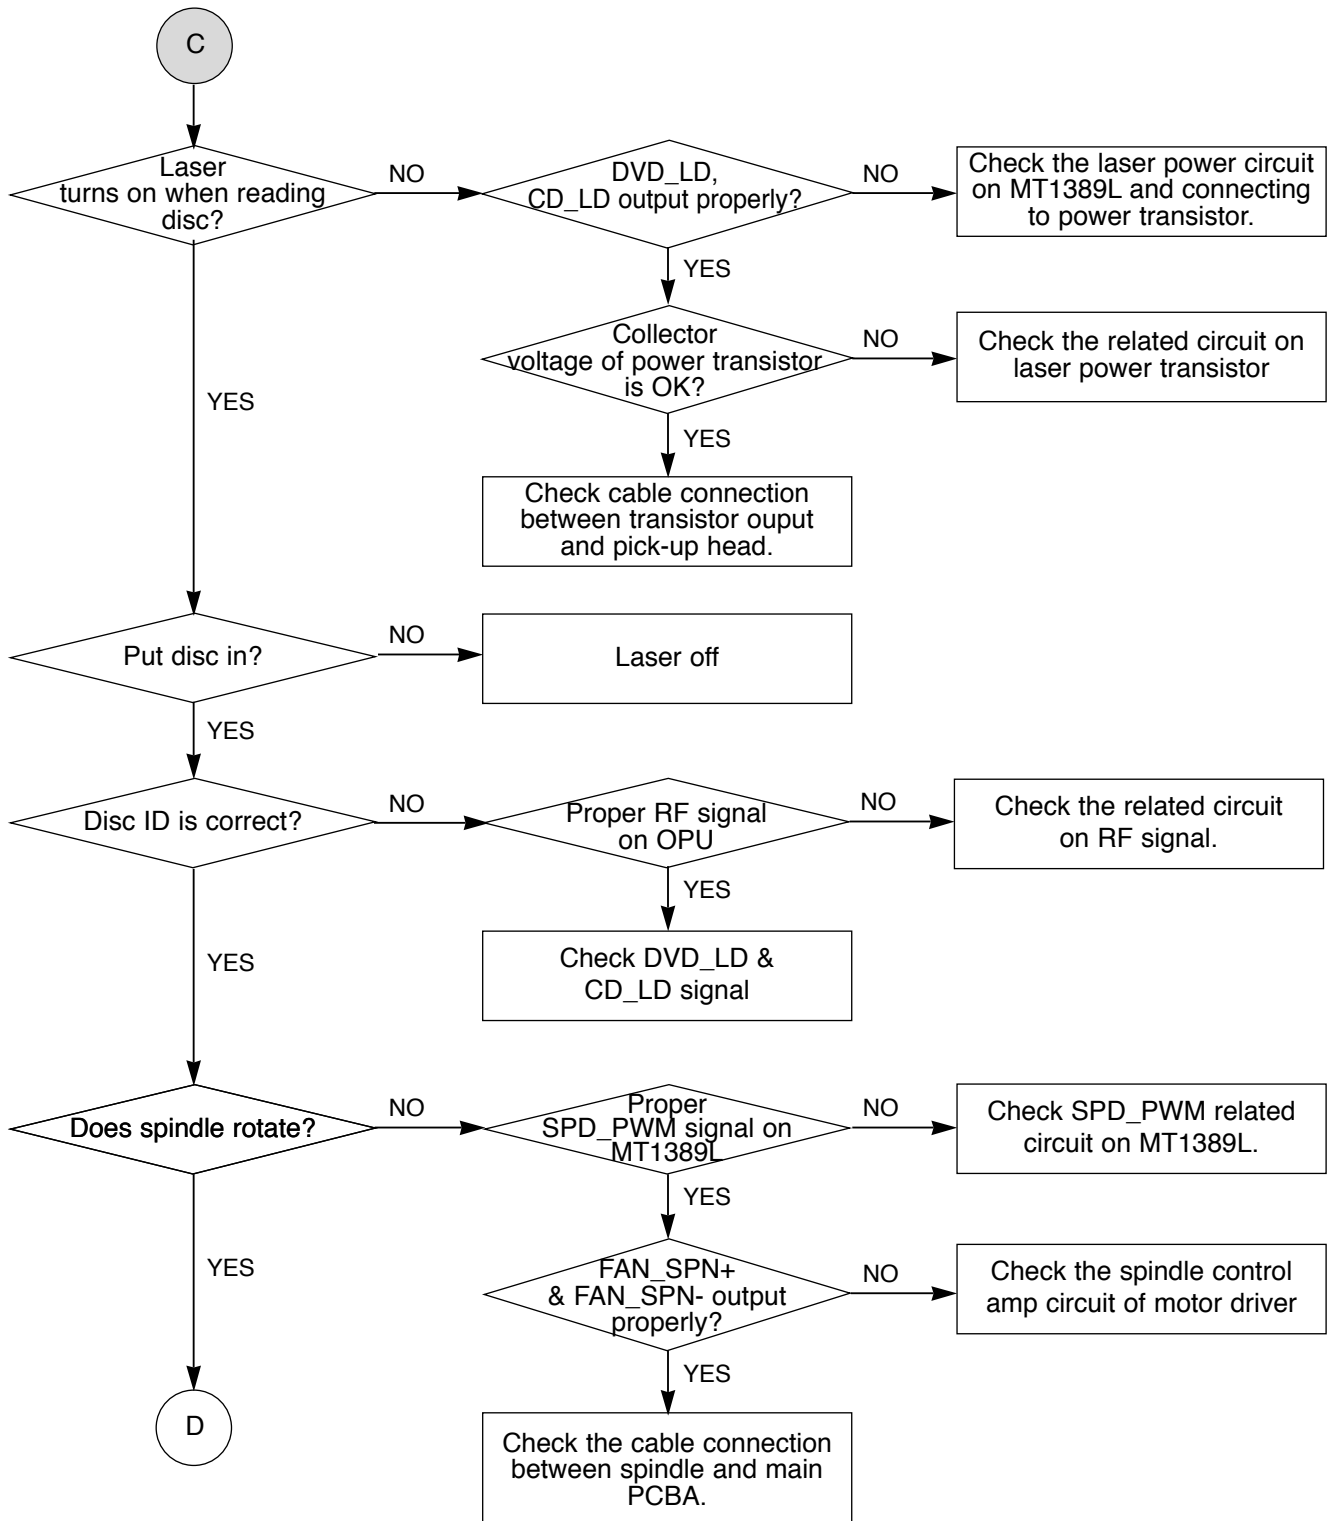 C
Laser
turns on when reading
disc?
NO
DVD_LD,
CD_LD output properly?
NO
Check the laser power circuit
on MT1389L and connecting
to power transistor.
YES
Collector
voltage of power transistor
is OK?
NO
Check the related circuit on
laser power transistor
YES
YES
Check cable connection
between transistor ouput
and pick-up head.
Put disc in?
NO
Laser off
YES
Disc ID is correct?
NO
Proper RF signal
on OPU
NO
Check the related circuit
on RF signal.
YES
YES
Check DVD_LD &
CD_LD signal
Does spindle rotate?
NO
Proper
SPD_PWM signal on
MT1389L
NO
Check SPD_PWM related
circuit on MT1389L.
YES
YES
FAN_SPN+
& FAN_SPN- output
properly?
NO
Check the spindle control
amp circuit of motor driver
YES
D
Check the cable connection
between spindle and main
PCBA.